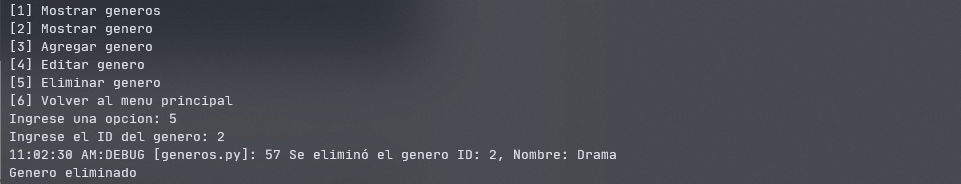 [1] Mostrar generos
[2] Mostrar genero
[3] Agregar genero
[4] Editar genero
[5] Eliminar genero
[6] Volver al menu principal
Ingrese una opcion: 5
Ingrese el ID del genero: 2
11:02:30 AM:DEBUG [generos.py]: 57 Se eliminó el genero ID: 2, Nombre: Drama
Genero eliminado